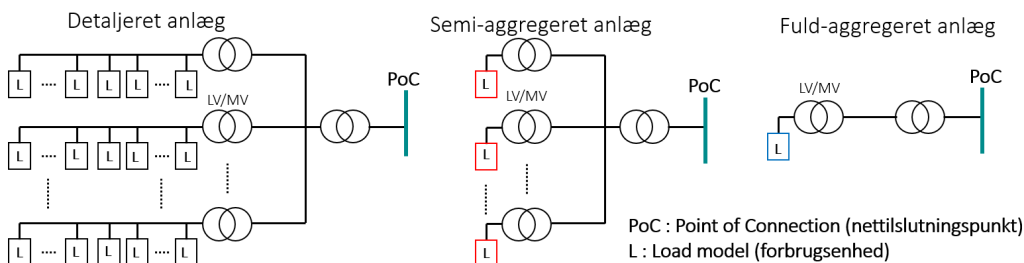 Detaljeret anlæg
L .... L L L .... L
LV/MV
L .... L L L .... L
L .... L L L .... L
PoC
Semi-aggregeret anlæg
L
LV/MV
L
L
PoC
Fuld-aggregeret anlæg
LV/MV
L
PoC
PoC : Point of Connection (nettilslutningspunkt)
L : Load model (forbrugsenhed)